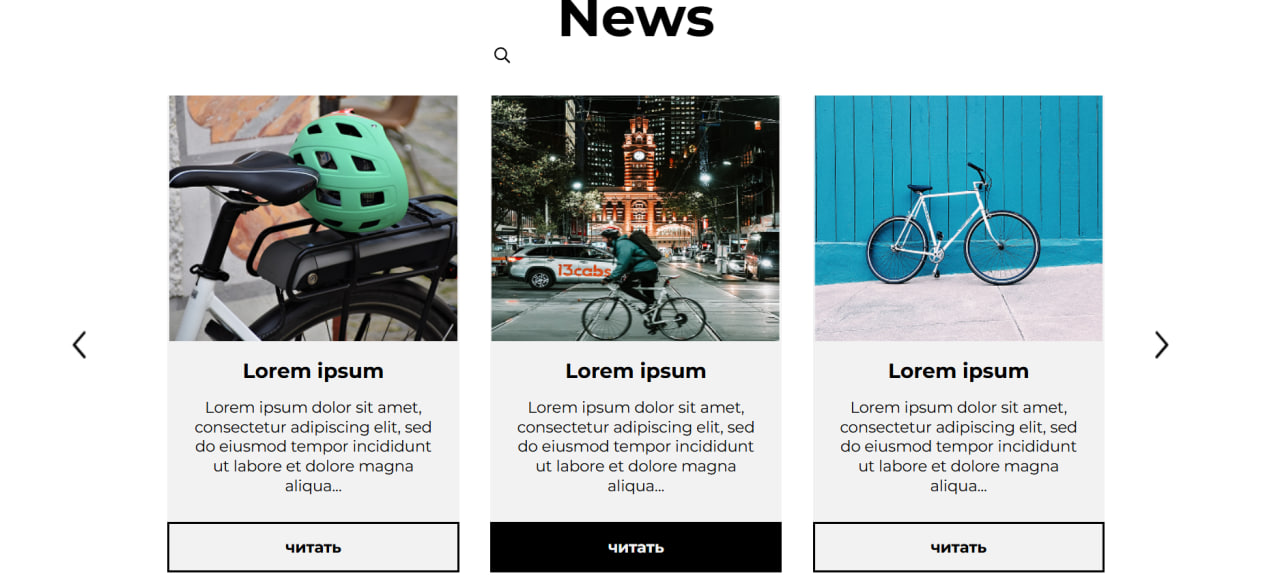 News
13cabs
Lorem ipsum
Lorem ipsum dolor sit amet,
consectetur adipiscing elit, sed
do eiusmod tempor incididunt
ut labore et dolore magna
aliqua...
читать
Lorem ipsum
Lorem ipsum dolor sit amet,
consectetur adipiscing elit, sed
do eiusmod tempor incididunt
ut labore et dolore magna
aliqua...
читать
Lorem ipsum
Lorem ipsum dolor sit amet,
consectetur adipiscing elit, sed
do eiusmod tempor incididunt
ut labore et dolore magna
aliqua...
читать